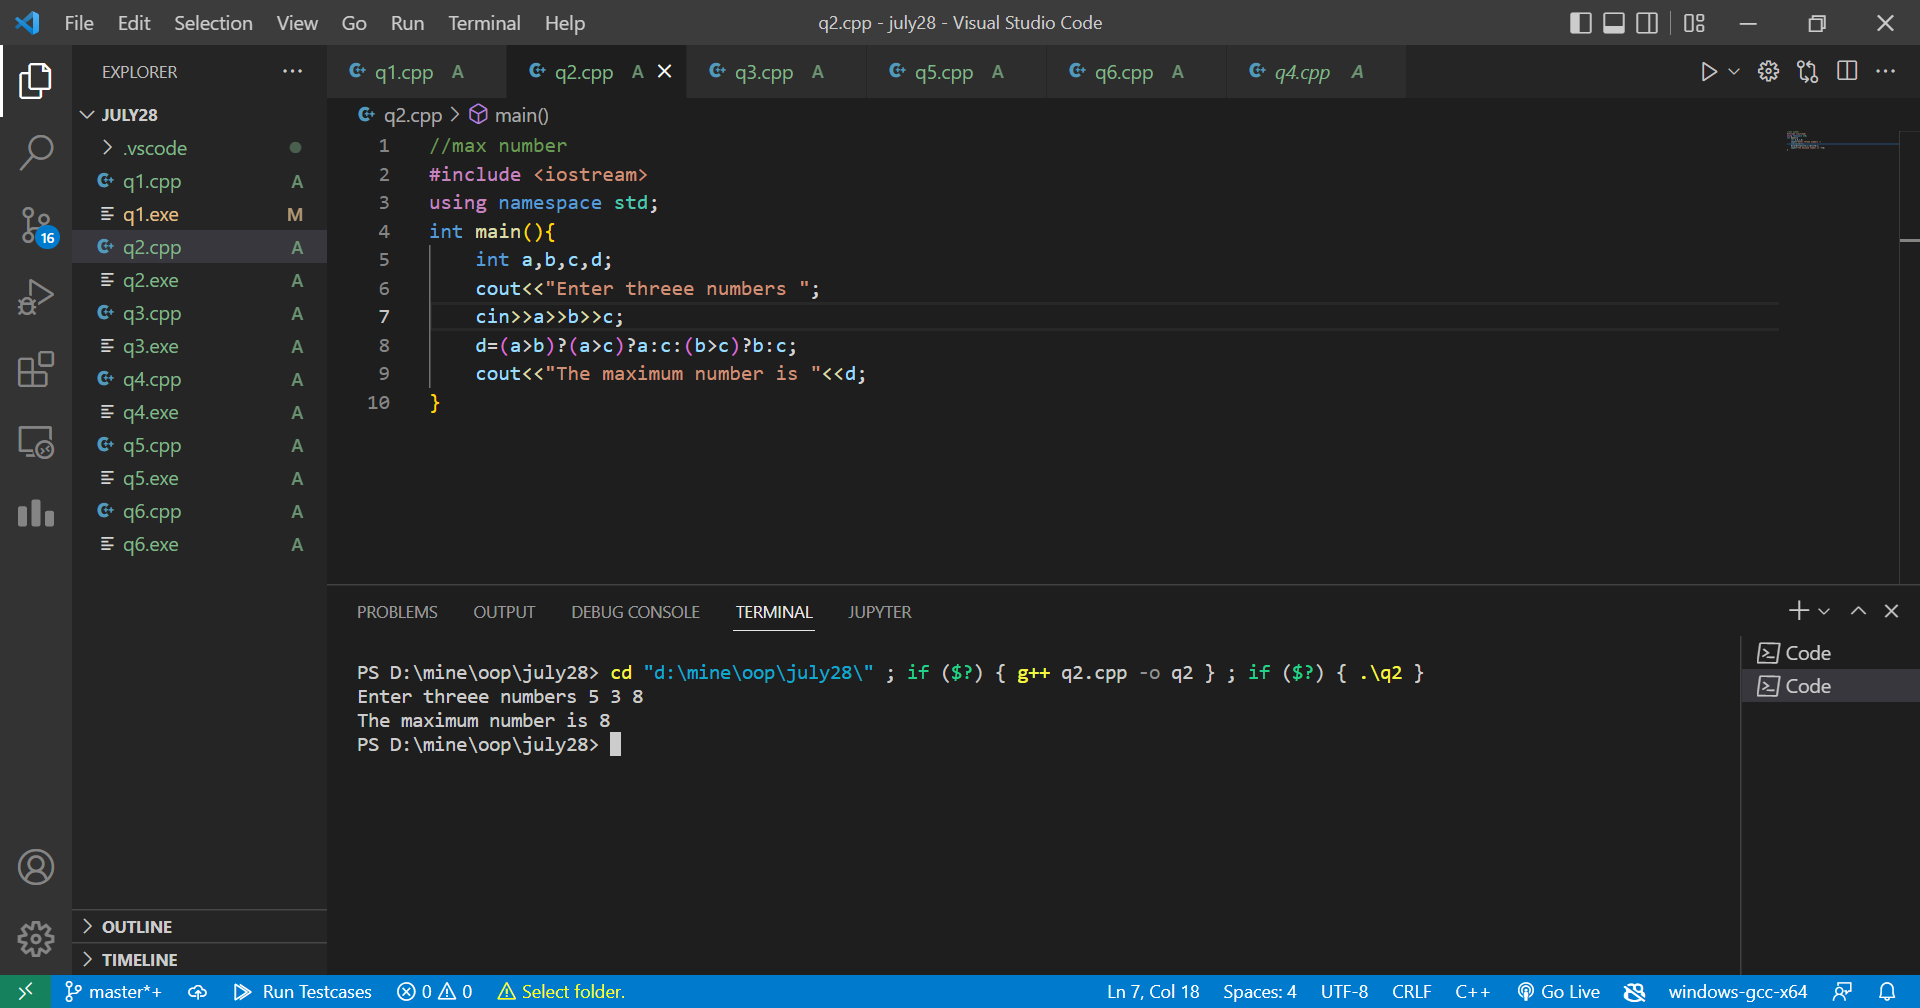 File Edit Selection View Go Run Terminal Help
q2.cpp - july28 - Visual Studio Code
EXPLORER
JULY28
.vscode
q1.cpp A
q1.exe M
q2.cpp A
q2.exe A
q3.cpp A
q3.exe A
q4.cpp A
q4.exe A
q5.cpp A
q5.exe A
q6.cpp A
q6.exe A
OUTLINE
TIMELINE
16
q1.cpp A q2.cpp A q3.cpp A q5.cpp A q6.cpp A q4.cpp A
q2.cpp > main()
1 //max number
2 #include <iostream>
3 using namespace std;
4 int main(){
5 int a,b,c,d;
6 cout<<"Enter threee numbers ";
7 cin>>a>>b>>c;
8 d=(a>b)?(a>c)?a:c:(b>c)?b:c;
9 cout<<"The maximum number is "<<d;
10 }
PROBLEMS OUTPUT DEBUG CONSOLE TERMINAL JUPYTER
PS D:\mine\oop\july28> cd "d:\mine\oop\july28\" ; if ($?) { g++ q2.cpp -o q2 } ; if ($?) { .\q2 }
Enter threee numbers 5 3 8
The maximum number is 8
PS D:\mine\oop\july28>
Code
Code
master*+ Run Testcases 0 0 Select folder. Ln 7, Col 18 Spaces: 4 UTF-8 CRLF C++ Go Live windows-gcc-x64